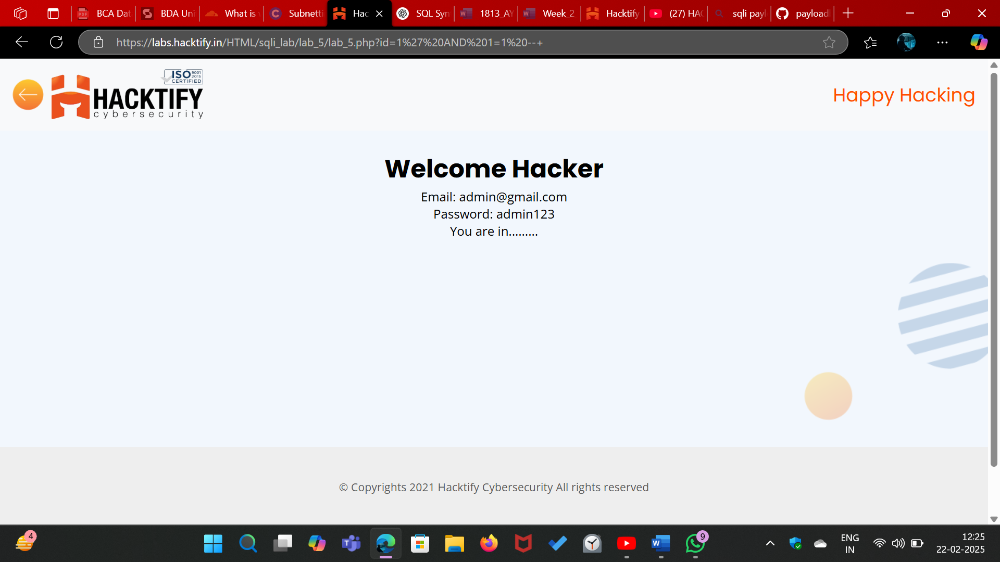 BCA Dat
BDA Uni
What is
Subnetti
Hac
SQL Syn
1813_AY
Week_2_
Hacktify
(27) HAC
sqli payl
payload
https://labs.hacktify.in/HTML/sqli_lab/lab_5/lab_5.php?id=1%27%20AND%201=1%20--+
ISO 9001 2015
CERTIFIED
HACKTIFY
cybersecurity
Happy Hacking
Welcome Hacker
Email: admin@gmail.com
Password: admin123
You are in.........
© Copyrights 2021 Hacktify Cybersecurity All rights reserved
4
9
ENG
IN
12:25
22-02-2025